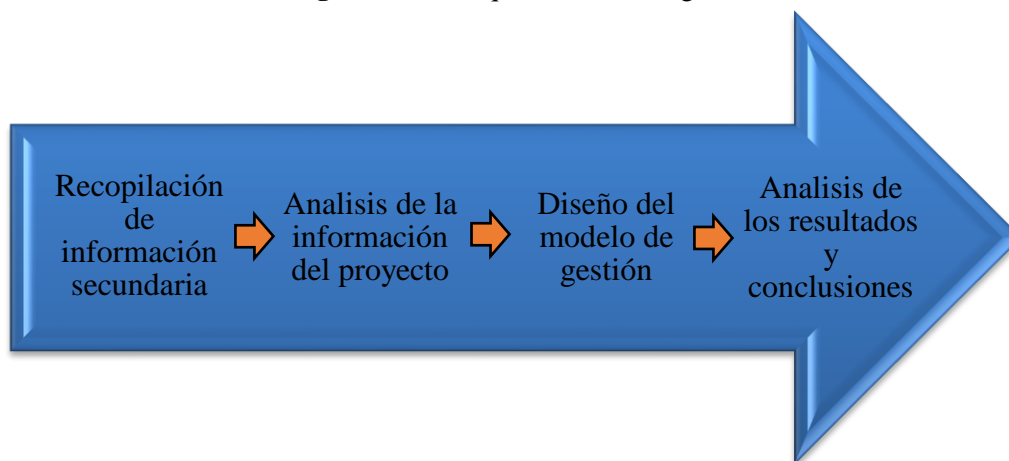 Recopilación
de
información
secundaria
Analisis de la
información
del proyecto
Diseño del
modelo de
gestión
Analisis de
los resultados
y
conclusiones